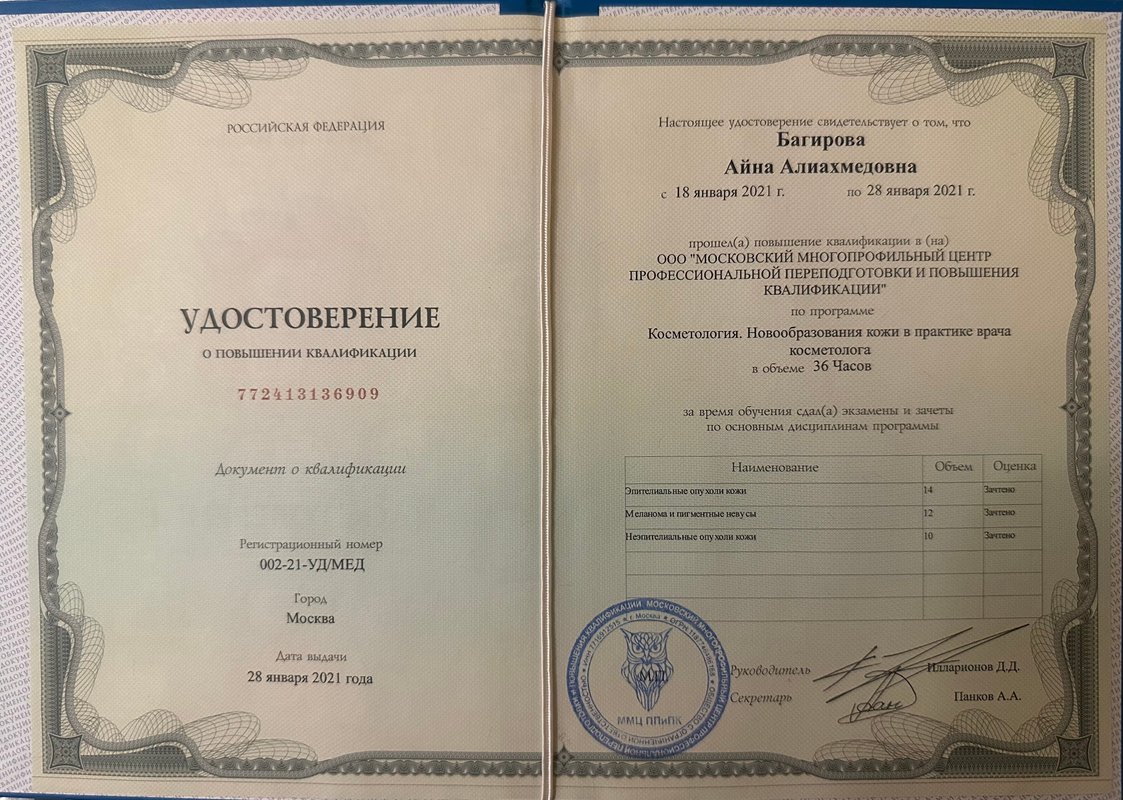 РОССИЙСКАЯ ФЕДЕРАЦИЯ
УДОСТОВЕРЕНИЕ
О ПОВЫШЕНИИ КВАЛИФИКАЦИИ
772413136909
Документ о квалификации
Регистрационный номер
002-21-УД/МЕД
Город
Москва
Дата выдачи
28 января 2021 года
Настоящее удостоверение свидетельствует о том, что
Багирова
Айна Алиахмедовна
с 18 января 2021 г. по 28 января 2021 г.
прошел(а) повышение квалификации в (на)
ООО "МОСКОВСКИЙ МНОГОПРОФИЛЬНЫЙ ЦЕНТР
ПРОФЕССИОНАЛЬНОЙ ПЕРЕПОДГОТОВКИ И ПОВЫШЕНИЯ
КВАЛИФИКАЦИИ"
по программе
Косметология. Новообразования кожи в практике врача
косметолога
в объеме 36 Часов
за время обучения сдал(а) экзамены и зачеты
по основным дисциплинам программы
Наименование Объем Оценка
Эпителиальные опухоли кожи 14 Зачтено
Меланома и пигментные невусы 12 Зачтено
Неэпителиальные опухоли кожи 10 Зачтено
М.П.
ММЦ ППиПК
Руководитель Илларионов Д.Д.
Секретарь Панков А.А.